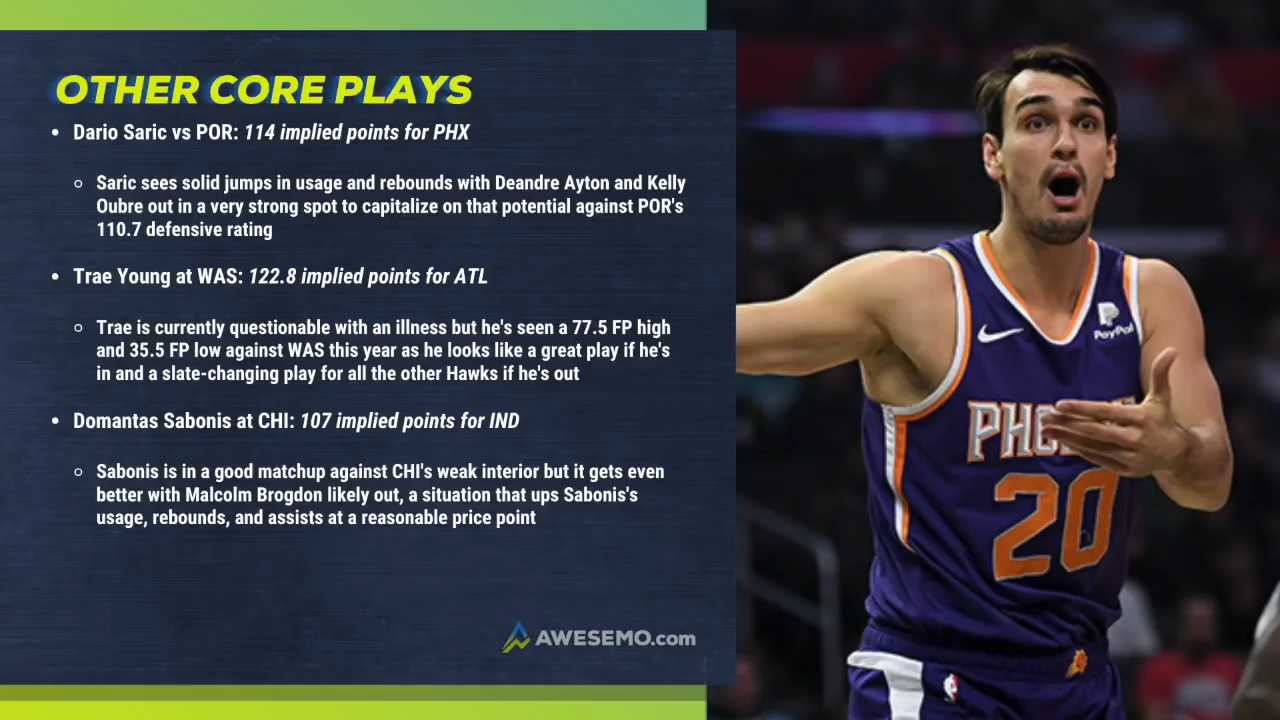 OTHER CORE PLAYS
• Dario Saric vs POR: 114 implied points for PHX
○ Saric sees solid jumps in usage and rebounds with Deandre Ayton and Kelly
Oubre out in a very strong spot to capitalize on that potential against POR's
110.7 defensive rating
• Trae Young at WAS: 122.8 implied points for ATL
○ Trae is currently questionable with an illness but he's seen a 77.5 FP high
and 35.5 FP low against WAS this year as he looks like a great play if he's
in and a slate-changing play for all the other Hawks if he's out
• Domantas Sabonis at CHI: 107 implied points for IND
○ Sabonis is in a good matchup against CHI's weak interior but it gets even
better with Malcolm Brogdon likely out, a situation that ups Sabonis's
usage, rebounds, and assists at a reasonable price point
AWESEMO.com
PayPal
20